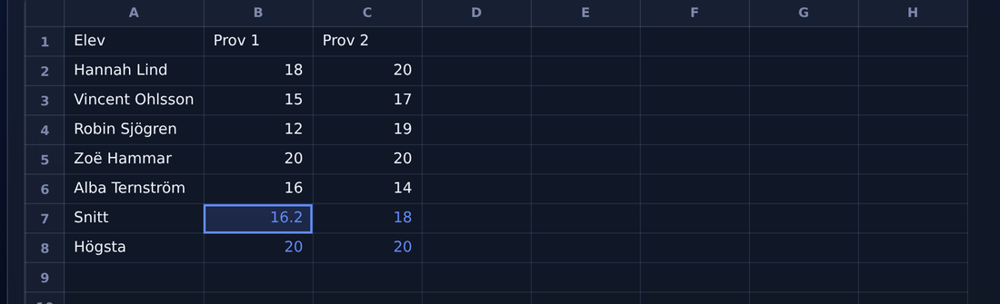 A B C D E F G H
1 Elev Prov 1 Prov 2
2 Hannah Lind 18 20
3 Vincent Ohlsson 15 17
4 Robin Sjögren 12 19
5 Zoë Hammar 20 20
6 Alba Ternström 16 14
7 Snitt 16.2 18
8 Högsta 20 20
9